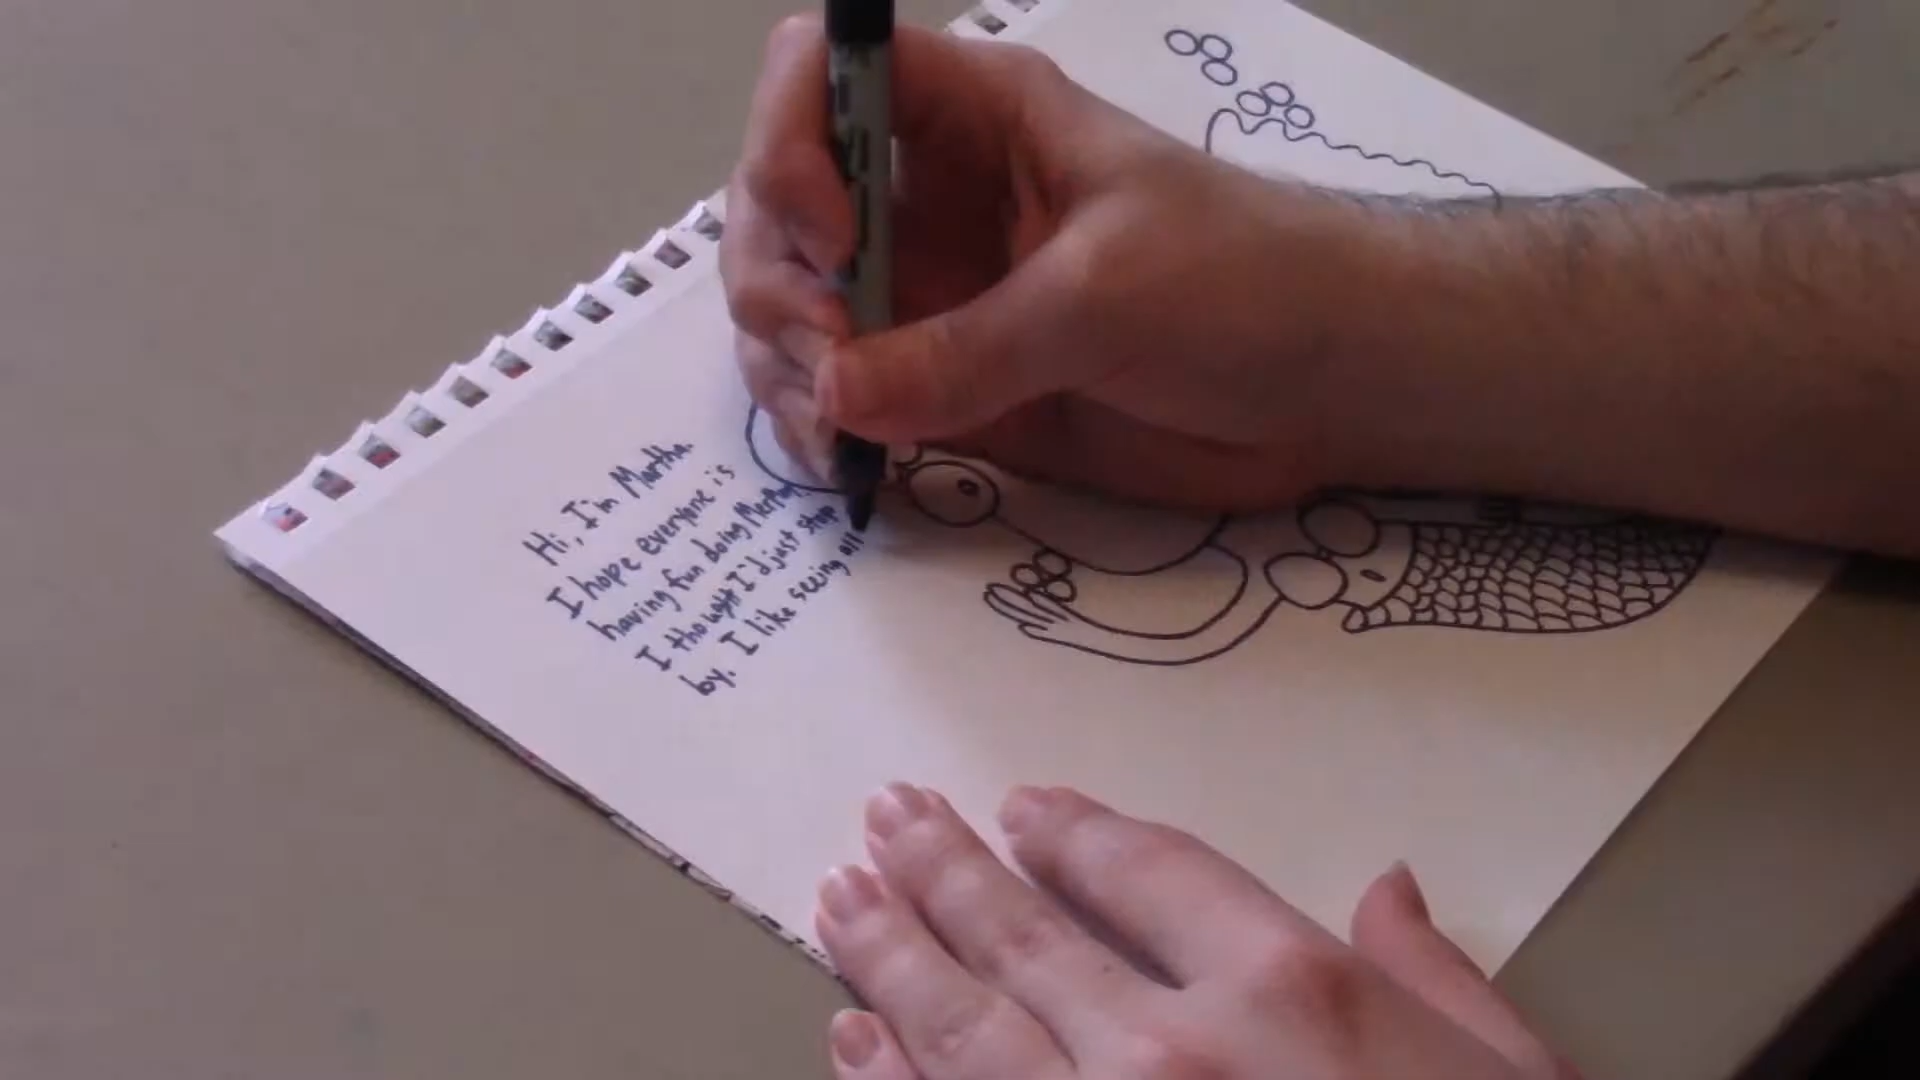 Hi, I'm Martha.
I hope everyone is
having fun doing
I thought I'd just stop
by. I like seeing all